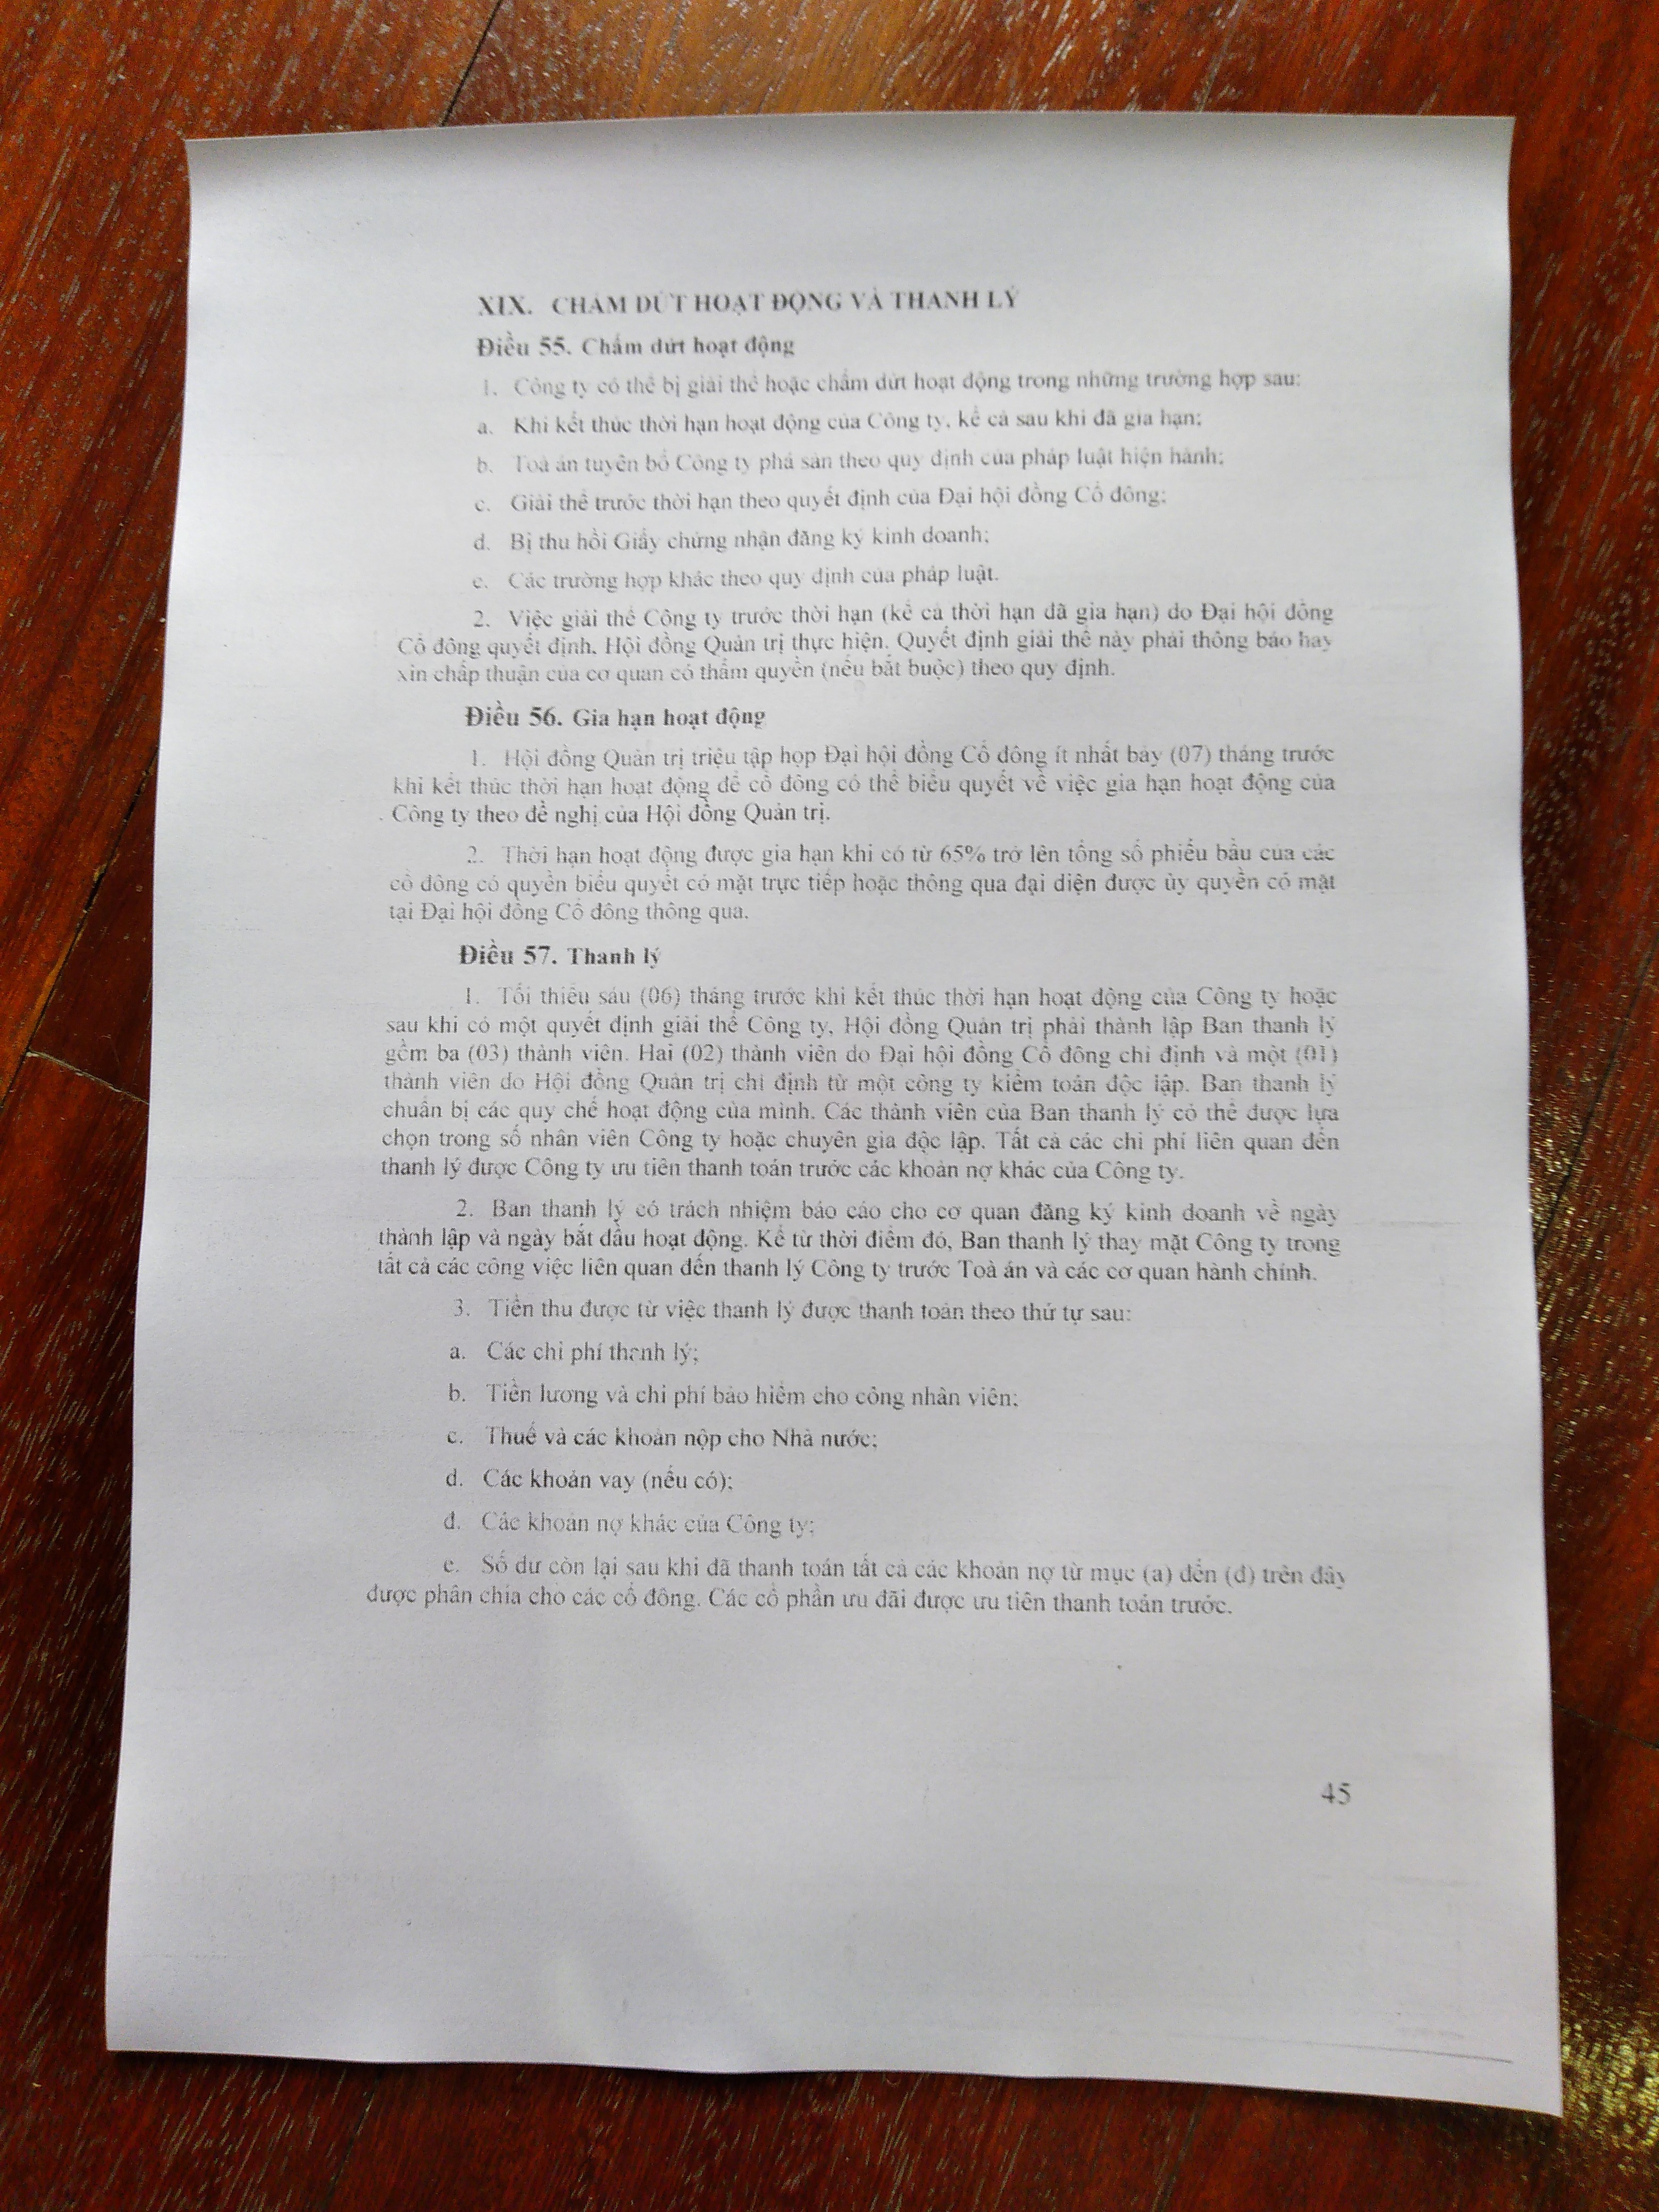 XIX. CHẤM DỨT HOẠT ĐỘNG VÀ THANH LÝ
Điều 55. Chấm dứt hoạt động
1. Công ty có thể bị giải thể hoặc chấm dứt hoạt động trong những trường hợp sau:
a. Khi kết thúc thời hạn hoạt động của Công ty, kể cả sau khi đã gia hạn;
b. Toà án tuyên bố Công ty phá sản theo quy định của pháp luật hiện hành;
c. Giải thể trước thời hạn theo quyết định của Đại hội đồng Cổ đông;
d. Bị thu hồi Giấy chứng nhận đăng ký kinh doanh;
e. Các trường hợp khác theo quy định của pháp luật.
2. Việc giải thể Công ty trước thời hạn (kể cả thời hạn đã gia hạn) do Đại hội đồng
Cổ đông quyết định, Hội đồng Quản trị thực hiện. Quyết định giải thể này phải thông báo hay
xin chấp thuận của cơ quan có thẩm quyền (nếu bắt buộc) theo quy định.
Điều 56. Gia hạn hoạt động
1. Hội đồng Quản trị triệu tập họp Đại hội đồng Cổ đông ít nhất bảy (07) tháng trước
khi kết thúc thời hạn hoạt động để cổ đông có thể biểu quyết về việc gia hạn hoạt động của
Công ty theo đề nghị của Hội đồng Quản trị.
2. Thời hạn hoạt động được gia hạn khi có từ 65% trở lên tổng số phiếu bầu của các
cổ đông có quyền biểu quyết có mặt trực tiếp hoặc thông qua đại diện được ủy quyền có mặt
tại Đại hội đồng Cổ đông thông qua.
Điều 57. Thanh lý
1. Tối thiểu sáu (06) tháng trước khi kết thúc thời hạn hoạt động của Công ty hoặc
sau khi có một quyết định giải thể Công ty, Hội đồng Quản trị phải thành lập Ban thanh lý
gồm ba (03) thành viên. Hai (02) thành viên do Đại hội đồng Cổ đông chỉ định và một (01)
thành viên do Hội đồng Quản trị chỉ định từ một công ty kiểm toán độc lập. Ban thanh lý
chuẩn bị các quy chế hoạt động của mình. Các thành viên của Ban thanh lý có thể được lựa
chọn trong số nhân viên Công ty hoặc chuyên gia độc lập. Tất cả các chi phí liên quan đến
thanh lý được Công ty ưu tiên thanh toán trước các khoản nợ khác của Công ty.
2. Ban thanh lý có trách nhiệm báo cáo cho cơ quan đăng ký kinh doanh về ngày
thành lập và ngày bắt đầu hoạt động. Kể từ thời điểm đó, Ban thanh lý thay mặt Công ty trong
tất cả các công việc liên quan đến thanh lý Công ty trước Toà án và các cơ quan hành chính.
3. Tiền thu được từ việc thanh lý được thanh toán theo thứ tự sau:
a. Các chi phí thanh lý;
b. Tiền lương và chi phí bảo hiểm cho công nhân viên;
c. Thuế và các khoản nộp cho Nhà nước;
d. Các khoản vay (nếu có);
đ. Các khoản nợ khác của Công ty;
e. Số dư còn lại sau khi đã thanh toán tất cả các khoản nợ từ mục (a) đến (đ) trên đây
được phân chia cho các cổ đông. Các cổ phần ưu đãi được ưu tiên thanh toán trước.
45